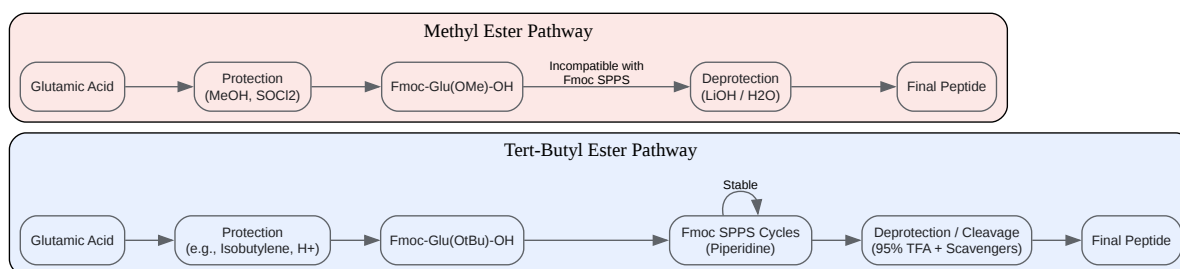 Methyl Ester Pathway
Glutamic Acid
Protection
(MeOH, SOCl2)
Fmoc-Glu(OMe)-OH
Incompatible with
Fmoc SPPS
Deprotection
(LiOH / H2O)
Final Peptide
Tert-Butyl Ester Pathway
Glutamic Acid
Protection
(e.g., Isobutylene, H+)
Fmoc-Glu(OtBu)-OH
Stable
Fmoc SPPS Cycles
(Piperidine)
Deprotection / Cleavage
(95% TFA + Scavengers)
Final Peptide